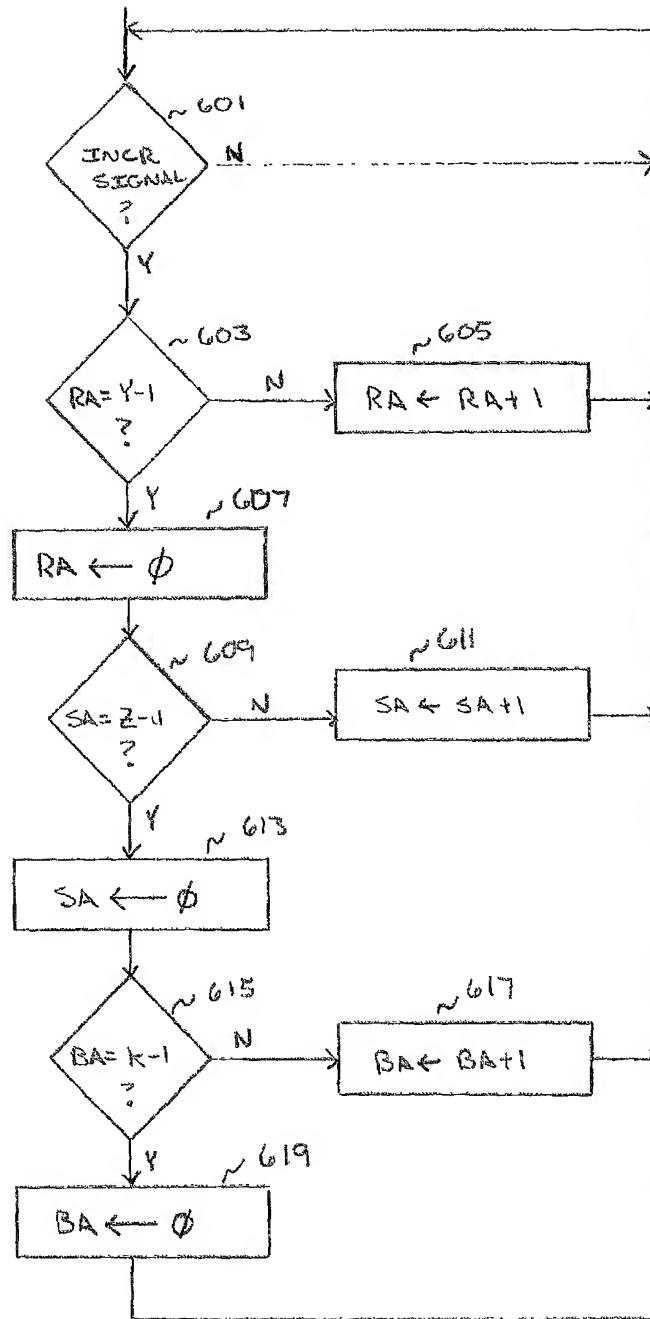 ~601
INCR
SIGNAL
?
N
Y
~603
RA=Y-1
?
N
~605
RA ← RA+1
Y
~607
RA ← ϕ
~609
SA=Z-1
?
N
~611
SA ← SA+1
Y
~613
SA ← ϕ
~615
BA=K-1
?
N
~617
BA ← BA+1
Y
~619
BA ← ϕ